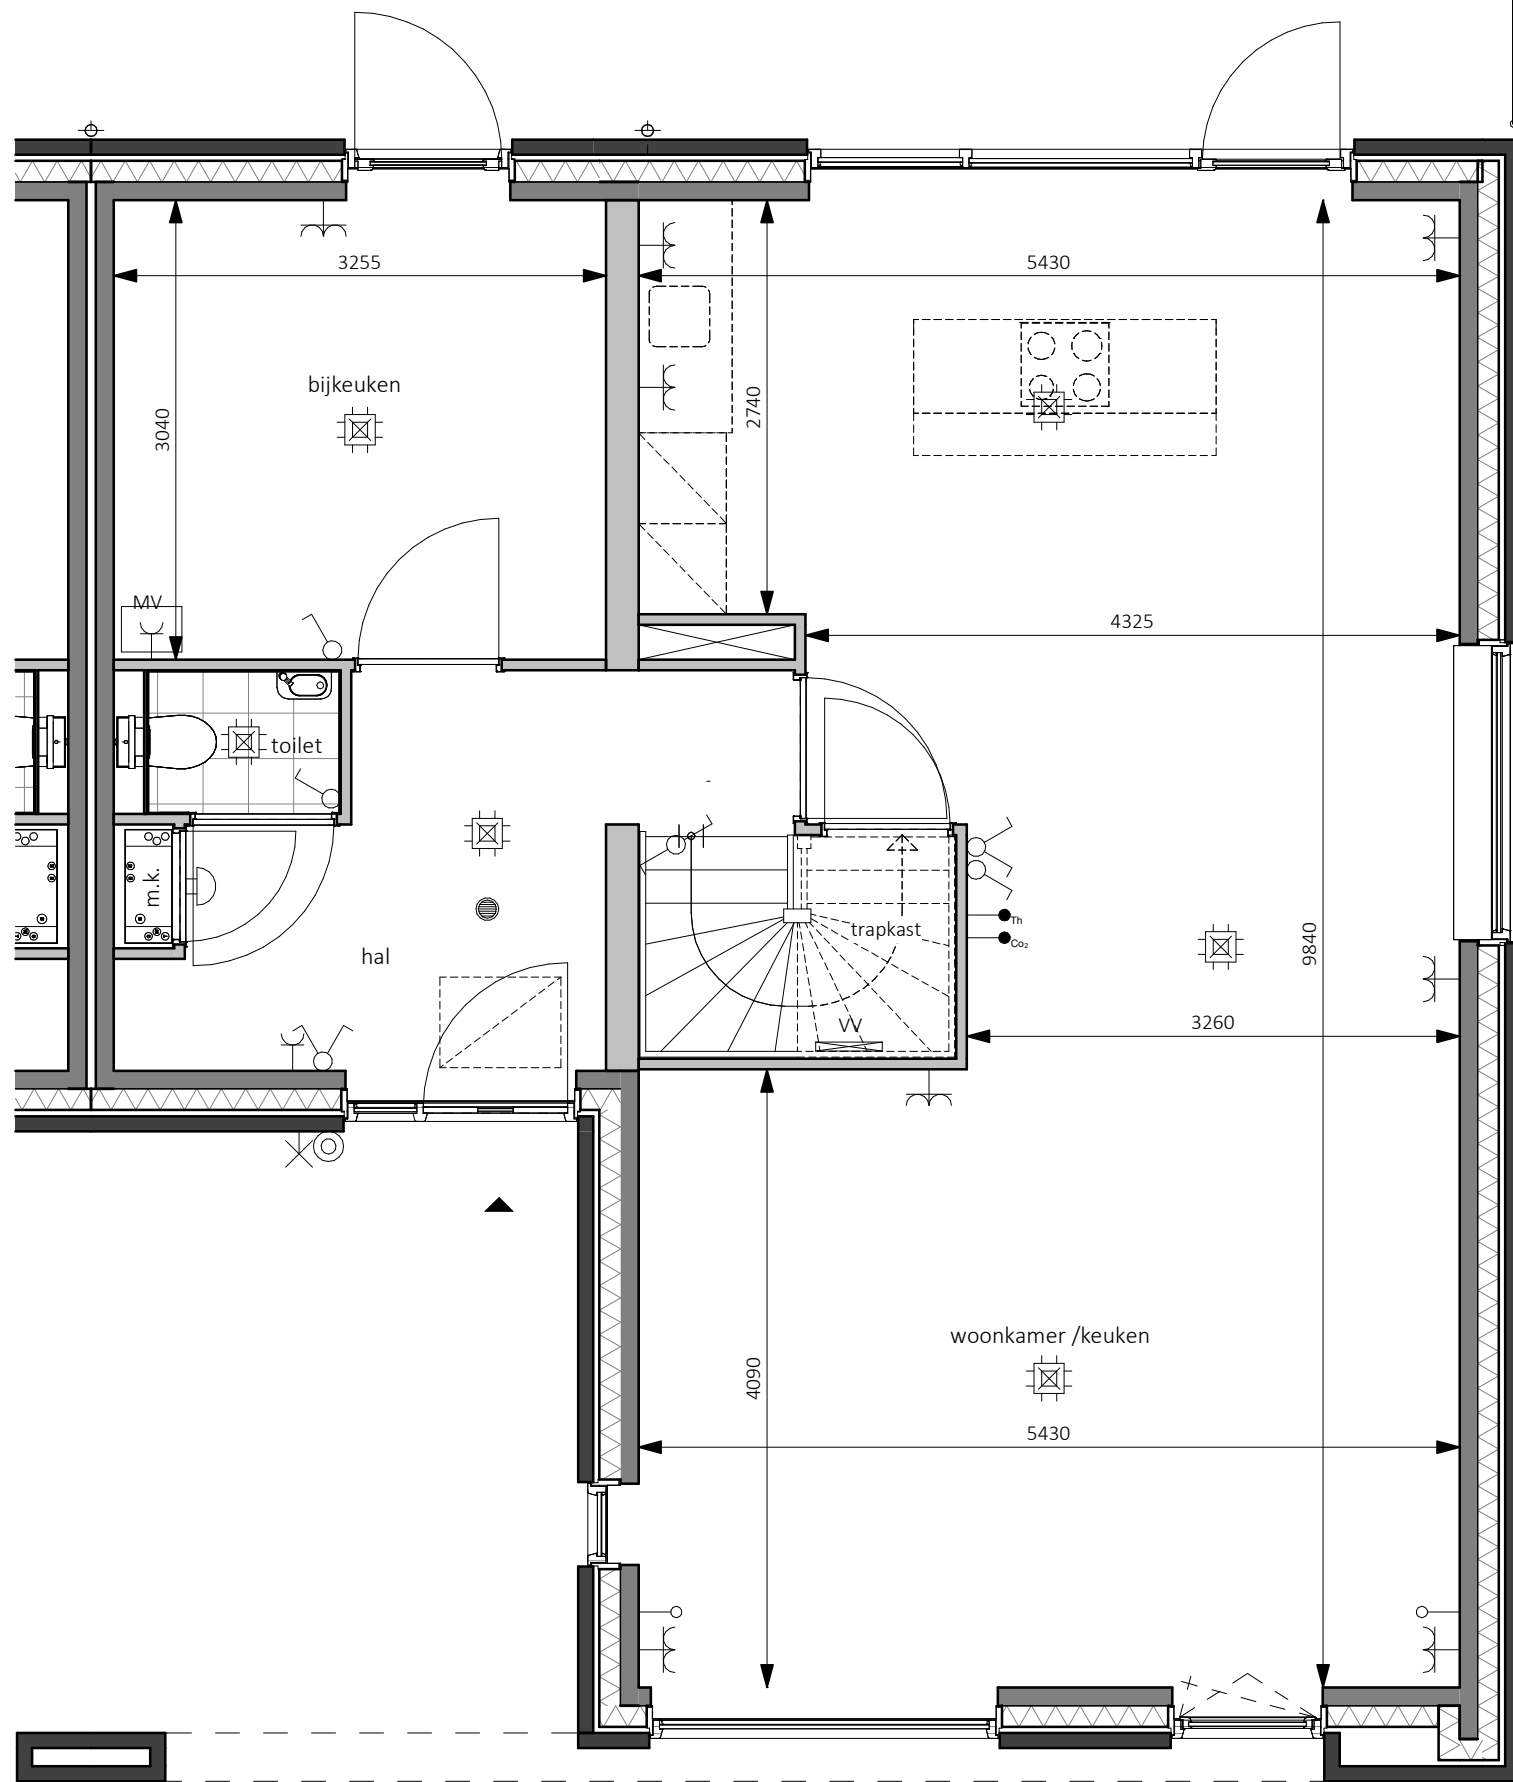 3255
5430
bijkeuken
2740
3040
MV
4325
toilet
m.k.
Th
trapkast
Co₂
9840
hal
VV
3260
woonkamer /keuken
4090
5430